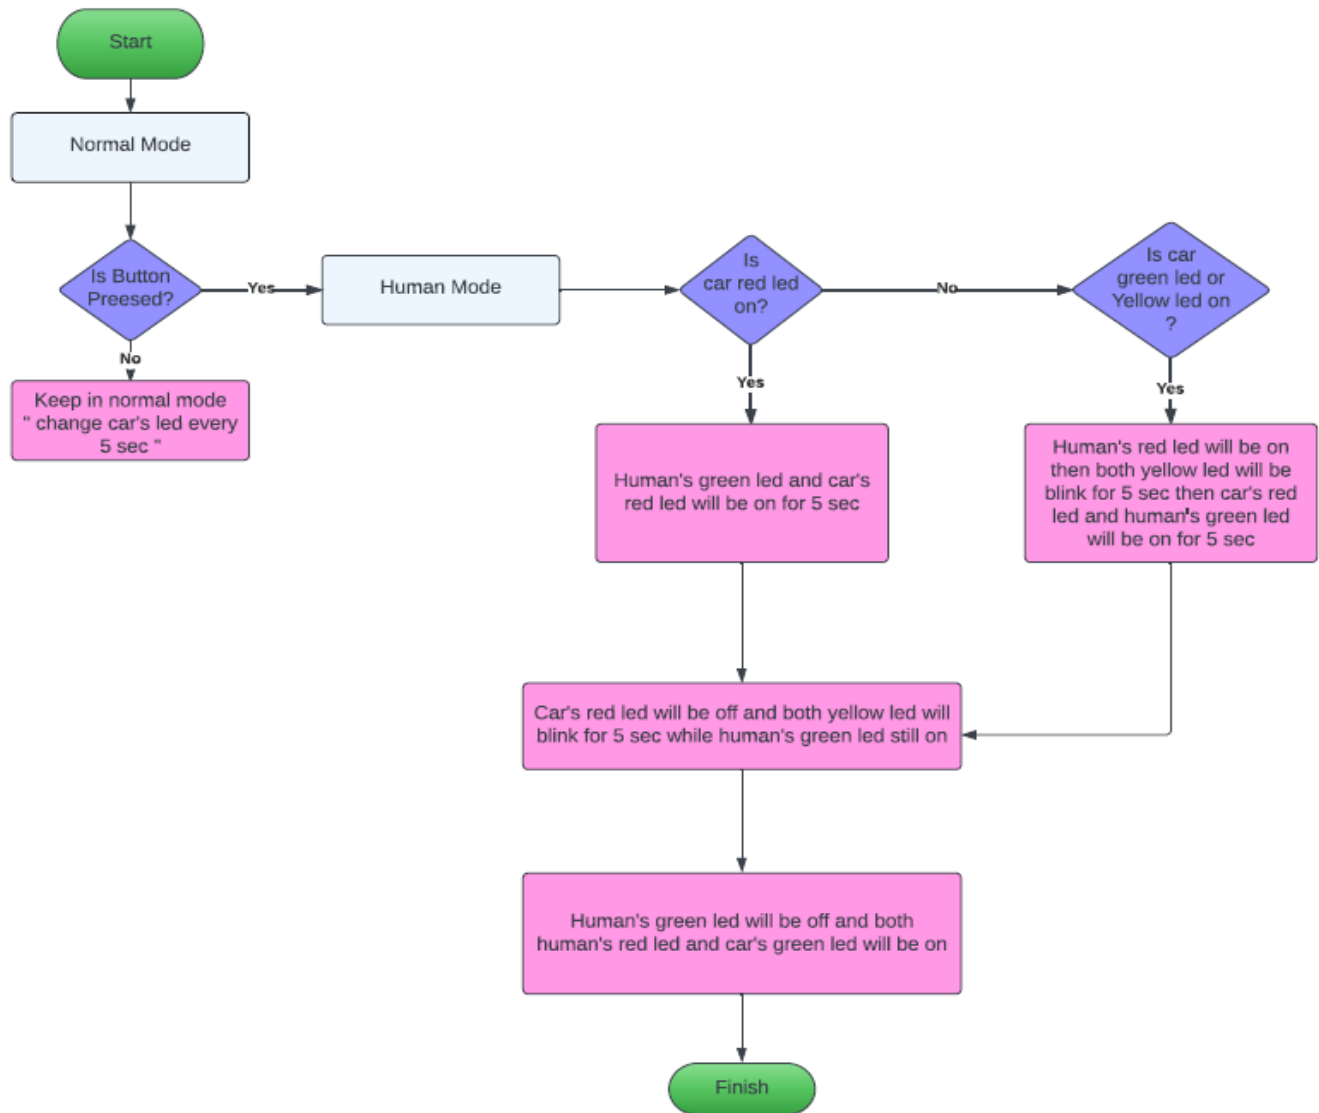 Start
Normal Mode
Is Button
Preesed?
Yes
Human Mode
Is
car red led
on?
No
Is car
green led or
Yellow led on
?
No
Keep in normal mode
" change car's led every
5 sec "
Yes
Human's green led and car's
red led will be on for 5 sec
Yes
Human's red led will be on
then both yellow led will be
blink for 5 sec then car's red
led and human's green led
will be on for 5 sec
Car's red led will be off and both yellow led will
blink for 5 sec while human's green led still on
Human's green led will be off and both
human's red led and car's green led will be on
Finish